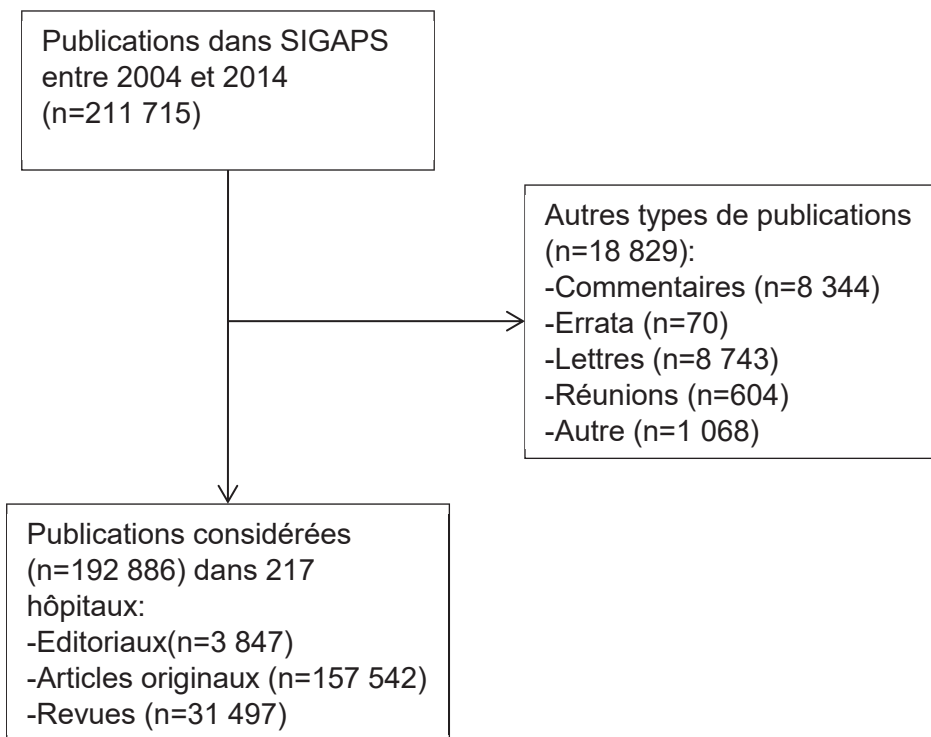 Publications dans SIGAPS
entre 2004 et 2014
(n=211 715)
Autres types de publications
(n=18 829):
-Commentaires (n=8 344)
-Errata (n=70)
-Lettres (n=8 743)
-Réunions (n=604)
-Autre (n=1 068)
Publications considérées
(n=192 886) dans 217
hôpitaux:
-Editoriaux(n=3 847)
-Articles originaux (n=157 542)
-Revues (n=31 497)